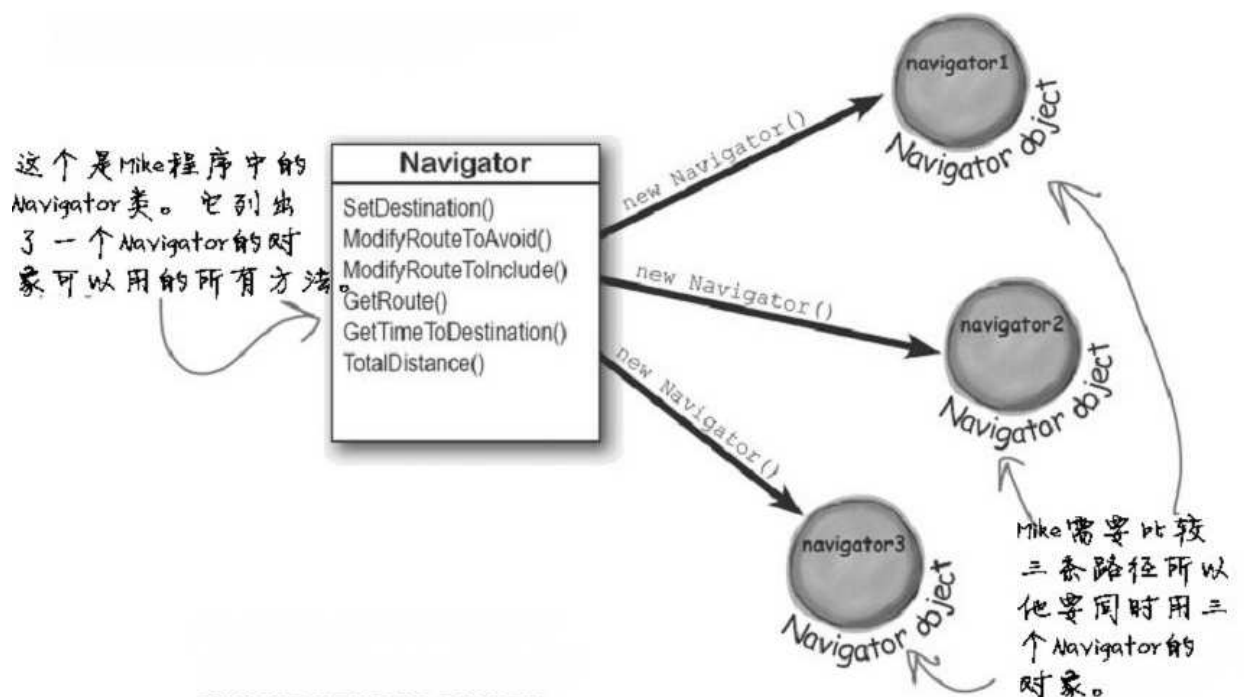 这个是Mike程序中的
Navigator类。它列出
了一个Navigator的对
象可以用的所有方法。
Navigator
SetDestination()
ModifyRouteToAvoid()
ModifyRouteToInclude()
GetRoute()
GetTimeToDestination()
TotalDistance()
new Navigator()
navigator1
Navigator object
new Navigator()
navigator2
Navigator object
new Navigator()
navigator3
Navigator object
Mike需要比较
三条路径所以
他要同时用三
个Navigator的
对象。